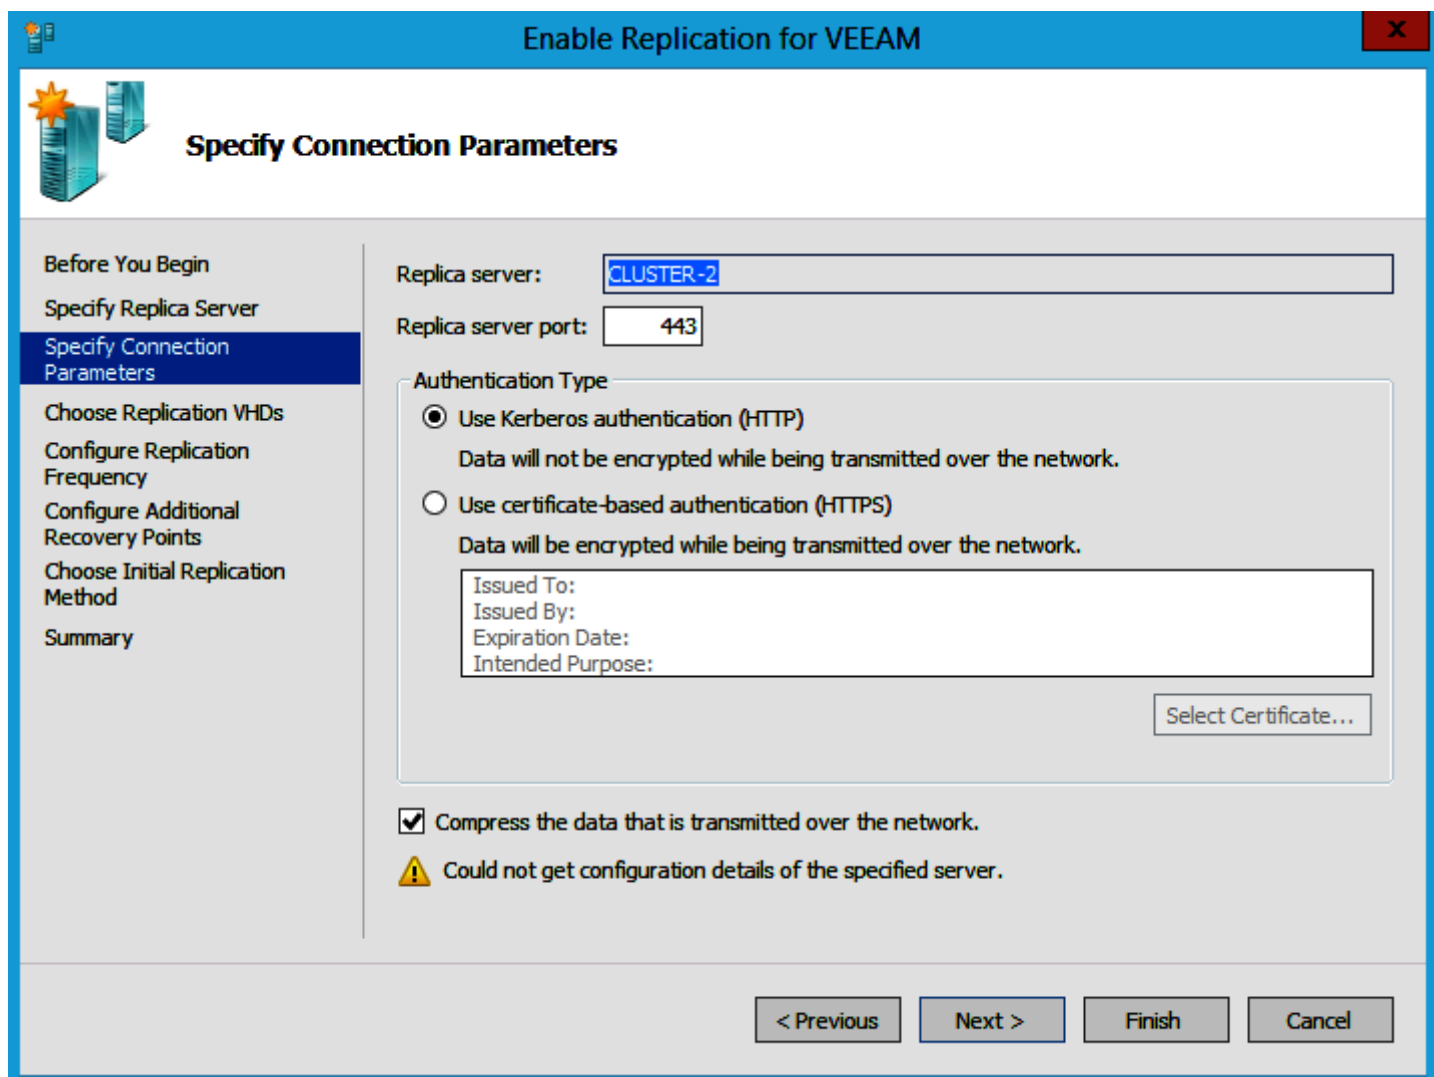 Enable Replication for VEEAM
x
Specify Connection Parameters
Before You Begin
Specify Replica Server
Specify Connection
Parameters
Choose Replication VHDs
Configure Replication
Frequency
Configure Additional
Recovery Points
Choose Initial Replication
Method
Summary
Replica server:
CLUSTER-2
Replica server port:
443
Authentication Type
Use Kerberos authentication (HTTP)
Data will not be encrypted while being transmitted over the network.
Use certificate-based authentication (HTTPS)
Data will be encrypted while being transmitted over the network.
Issued To:
Issued By:
Expiration Date:
Intended Purpose:
Select Certificate...
Compress the data that is transmitted over the network.
Could not get configuration details of the specified server.
< Previous
Next >
Finish
Cancel